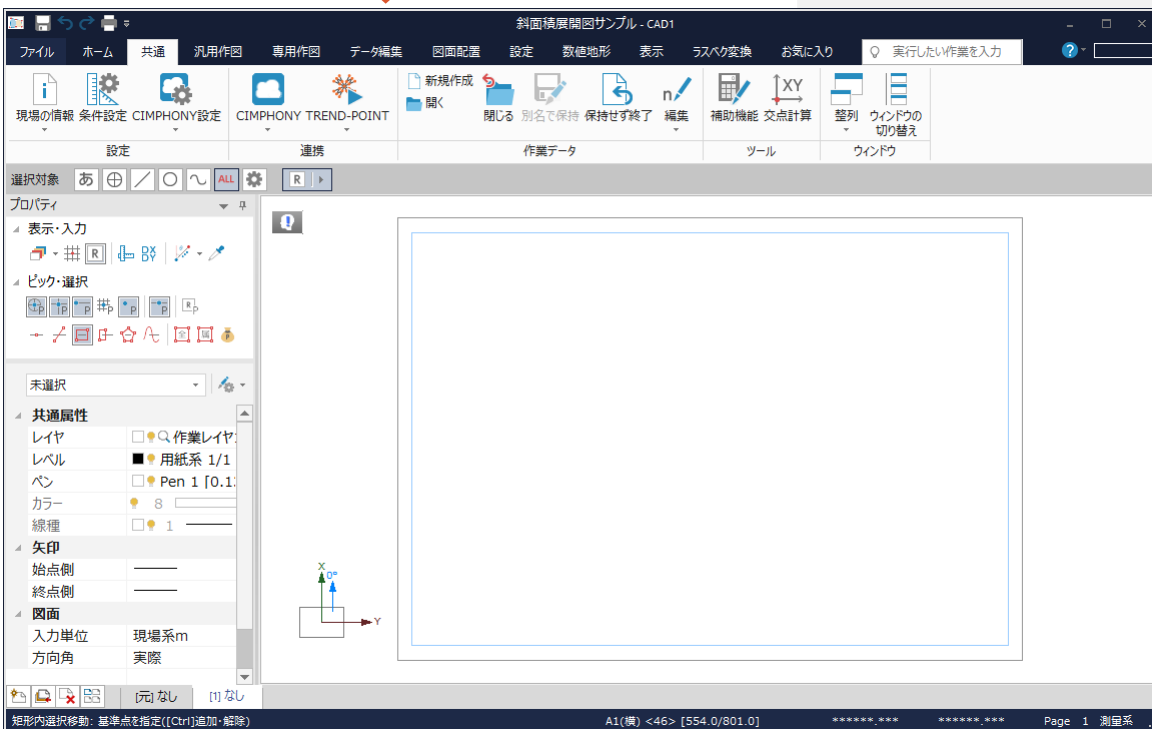 斜面積展開図サンプル - CAD1
ファイル ホーム 共通 汎用作図 専用作図 データ編集 図面配置 設定 数値地形 表示 ラスベク変換 お気に入り 実行したい作業を入力
現場の情報 条件設定 CIMPHONY設定 CIMPHONY TREND-POINT 新規作成 開く 閉じる 別名で保持 保持せず終了 編集 補助機能 交点計算 整列 ウィンドウの切り替え
設定 連携 作業データ ツール ウィンドウ
選択対象 あ ALL R
プロパティ
表示・入力
R
ピック・選択
未選択
共通属性
レイヤ 作業レイヤ
レベル 用紙系 1/1
ペン Pen 1 [0.1
カラー 8
線種 1
矢印
始点側
終点側
図面
入力単位 現場系m
方向角 実際
X
0°
Y
[元] なし [1] なし
矩形内選択移動: 基準点を指定([Ctrl]追加・解除) A1(横) <46> [554.0/801.0] ******.*** ******.*** Page 1 測量系